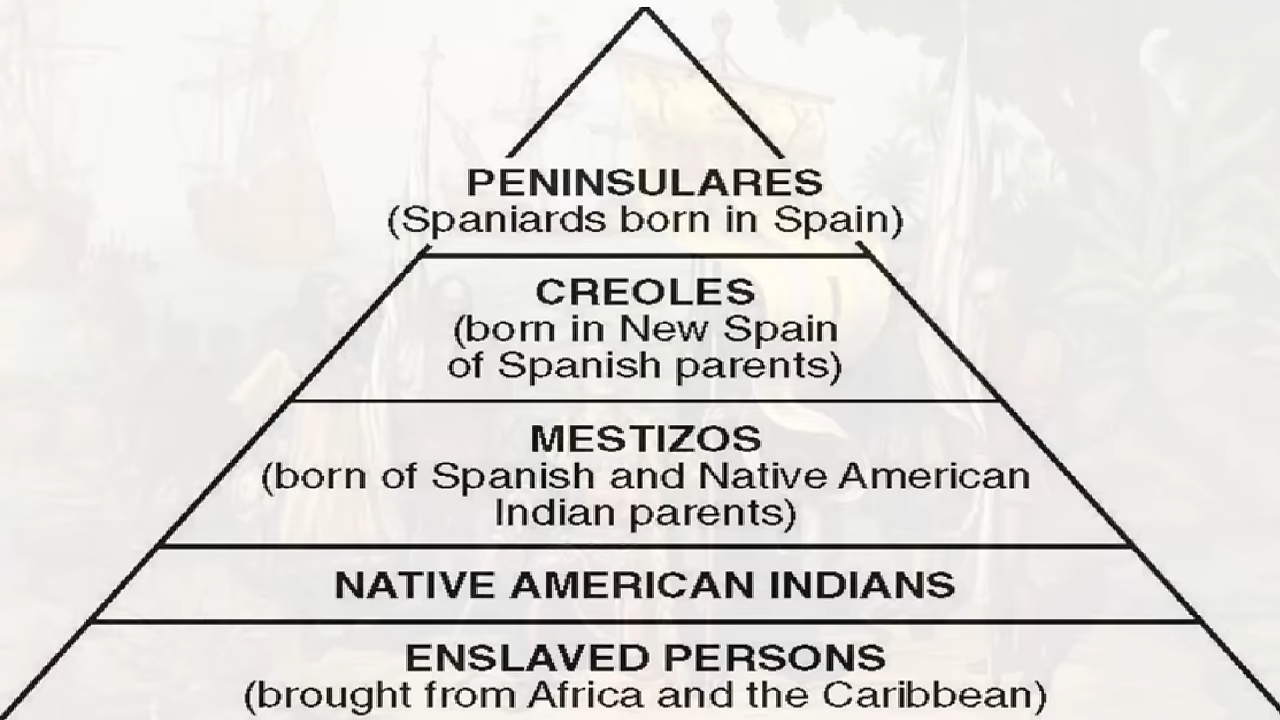 PENINSULARES
(Spaniards born in Spain)
CREOLES
(born in New Spain
of Spanish parents)
MESTIZOS
(born of Spanish and Native American
Indian parents)
NATIVE AMERICAN INDIANS
ENSLAVED PERSONS
(brought from Africa and the Caribbean)